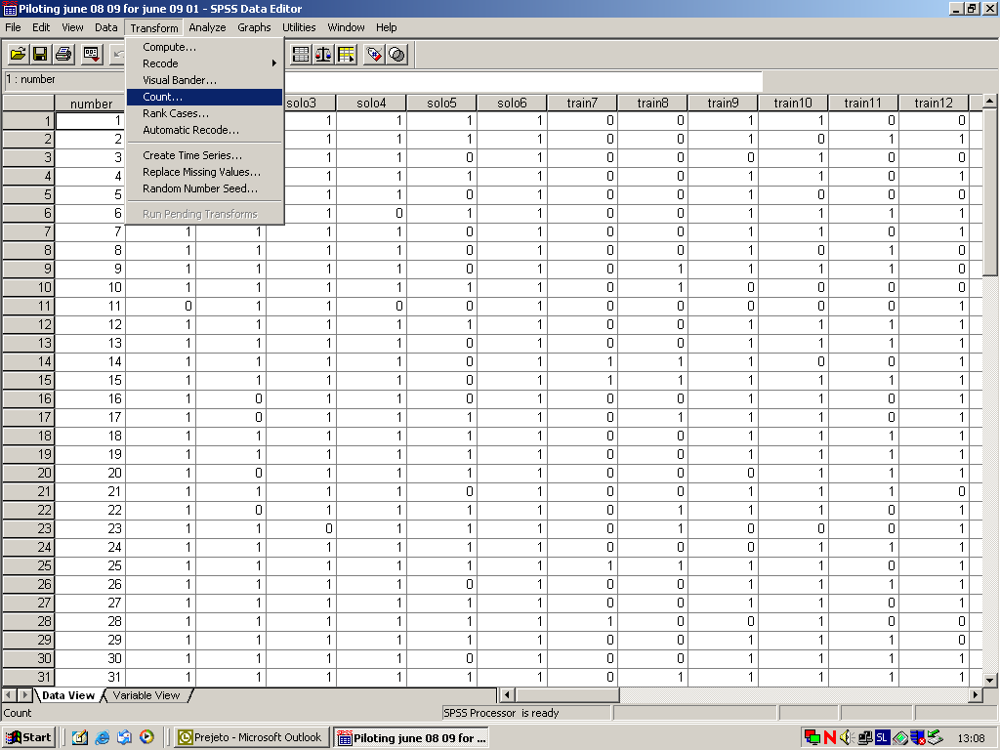 Piloting june 08 09 for june 09 01 - SPSS Data Editor
File Edit View Data Transform Analyze Graphs Utilities Window Help
1 : number
Compute...
Recode
Visual Bander...
Count...
Rank Cases...
Automatic Recode...
Create Time Series...
Replace Missing Values...
Random Number Seed...
Run Pending Transforms
number solo3 solo4 solo5 solo6 train7 train8 train9 train10 train11 train12
1 1 1 1 1 1 0 0 1 1 0 0
2 2 1 1 1 1 0 0 1 0 1 1
3 3 1 1 0 1 0 0 0 1 0 0
4 4 1 1 1 1 0 0 1 1 0 1
5 5 1 1 0 1 0 0 1 0 0 0
6 6 1 0 1 1 0 0 1 1 1 1
7 7 1 1 1 1 0 1 0 0 1 1 0 1
8 8 1 1 1 1 0 1 0 0 1 0 1 0
9 9 1 1 1 1 0 1 0 1 1 1 1 0
10 10 1 1 1 1 1 1 0 1 0 0 0 0
11 11 0 1 1 0 0 1 0 0 0 0 0 1
12 12 1 1 1 1 1 1 0 0 1 1 1 1
13 13 1 1 1 1 0 1 0 0 1 1 1 1
14 14 1 1 1 1 0 1 1 1 1 0 0 1
15 15 1 1 1 1 0 1 1 1 1 1 1 1
16 16 1 0 1 1 0 1 0 0 1 1 0 1
17 17 1 0 1 1 1 1 0 1 1 1 0 1
18 18 1 1 1 1 1 1 0 0 1 1 1 1
19 19 1 1 1 1 1 1 0 0 1 1 1 1
20 20 1 0 1 1 1 1 0 0 0 1 1 1
21 21 1 1 1 1 0 1 0 0 1 1 1 0
22 22 1 0 1 1 1 1 0 1 1 1 0 1
23 23 1 1 0 1 1 1 0 1 0 0 0 1
24 24 1 1 1 1 1 1 0 0 0 1 1 1
25 25 1 1 1 1 1 1 1 1 1 1 0 1
26 26 1 1 1 1 0 1 0 0 1 1 1 1
27 27 1 1 1 1 1 1 0 0 1 1 0 1
28 28 1 1 1 1 1 1 1 0 0 1 0 0
29 29 1 1 1 1 1 1 0 0 1 1 1 0
30 30 1 1 1 1 0 1 0 0 1 1 0 1
31 31 1 1 1 1 1 1 0 1 1 1 1 1
Data View Variable View
Count SPSS Processor is ready
Start Prejeto - Microsoft Outlook Piloting june 08 09 for ... N SL 13:08